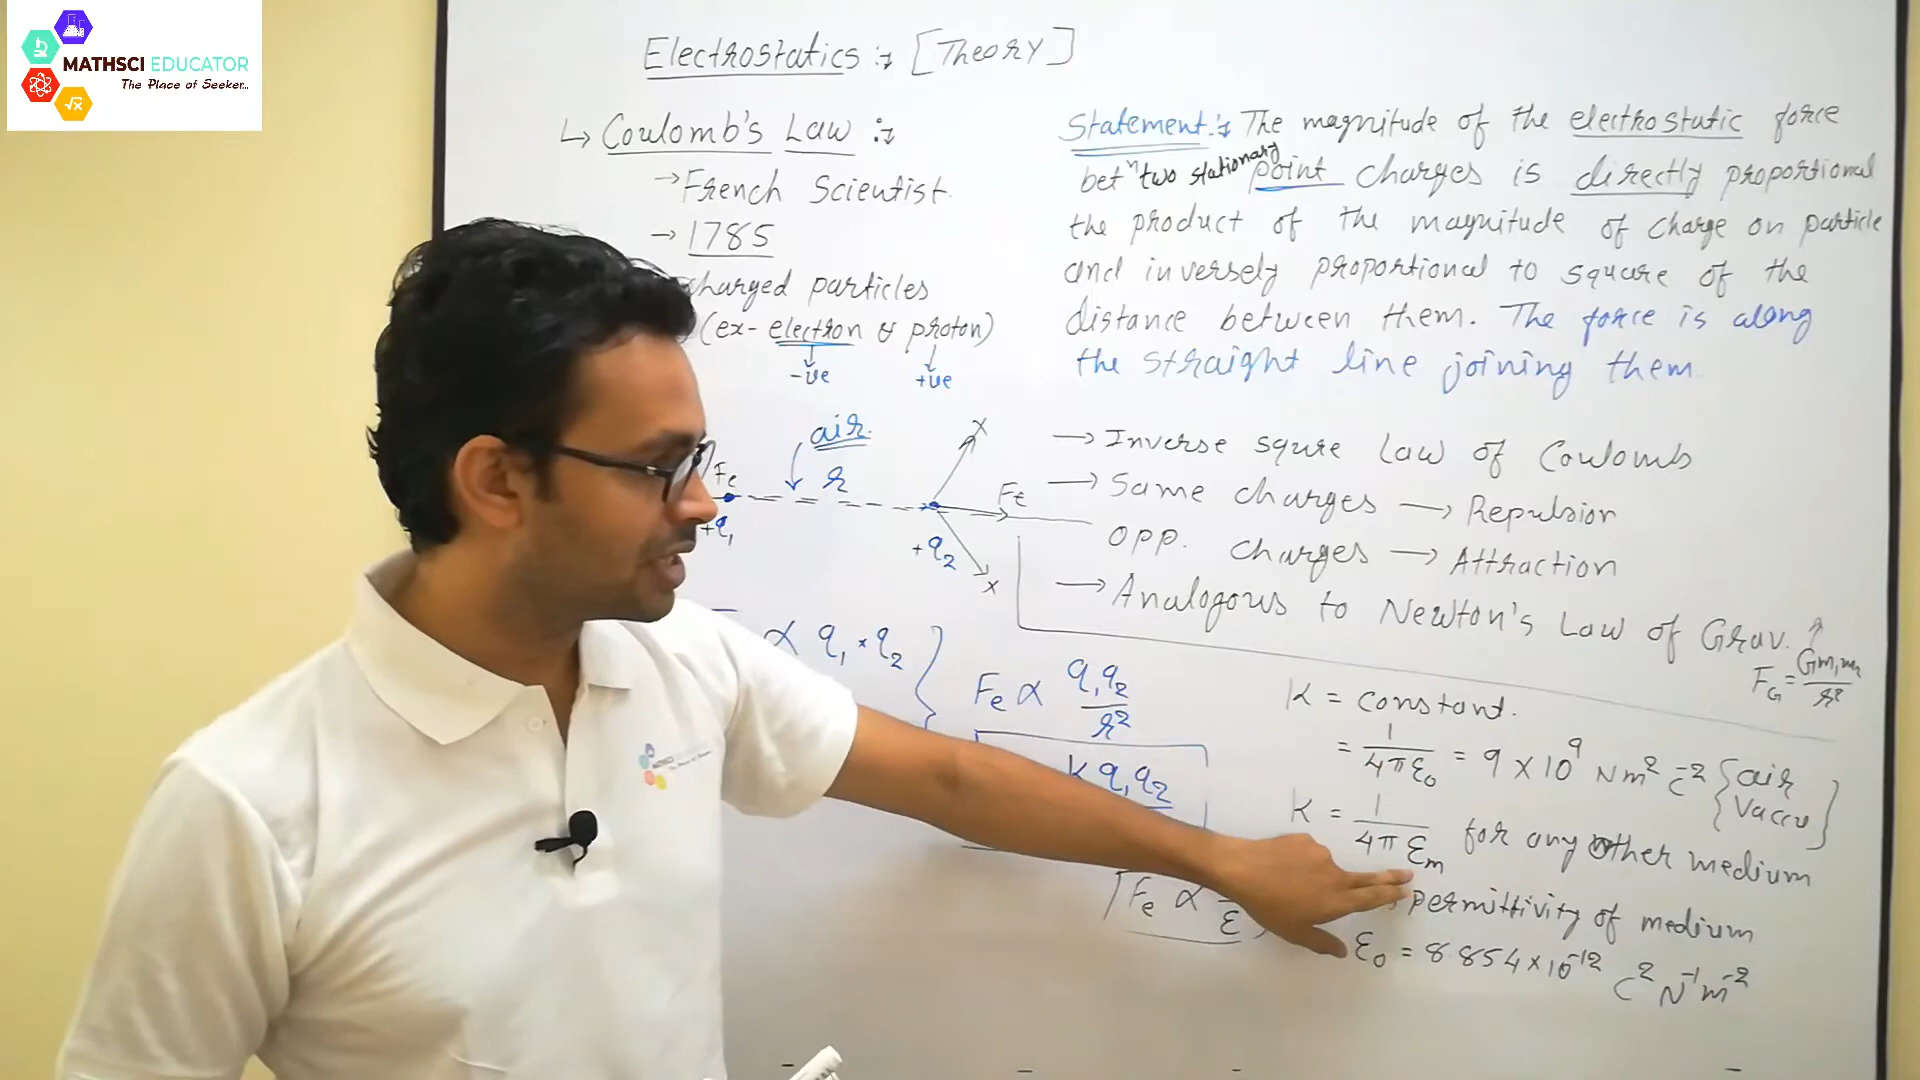 MATHSCI EDUCATOR
The Place of Seeker...
Electrostatics :; [Theory]
↳ Coulomb's Law :;
→ French Scientist.
→ 1785
charged particles
(ex- electron & proton)
-ve +ve
air.
r
Fe
+q₁
x
Fe
+q₂
x
∝ q₁ × q₂
Fe ∝ q₁q₂ / r²
K q₁q₂
Fe ∝ / ε
Statement :; The magnitude of the electrostatic force
betⁿ two stationary point charges is directly proportional
the product of the magnitude of charge on particle
and inversely proportional to square of the
distance between them. The force is along
the straight line joining them
→ Inverse squre Law of Coulombs
→ Same charges → Repulsion
opp. charges → Attraction
→ Analogous to Newton's Law of Grav.
F_G = Gm₁m₂ / r²
K = constant.
= 1 / 4πε₀ = 9 × 10⁹ Nm² C⁻² {air
{Vaccu}
K = 1 / 4πεm for any other medium
permittivity of medium
ε₀ = 8.854 × 10⁻¹² C² N⁻¹ m⁻²